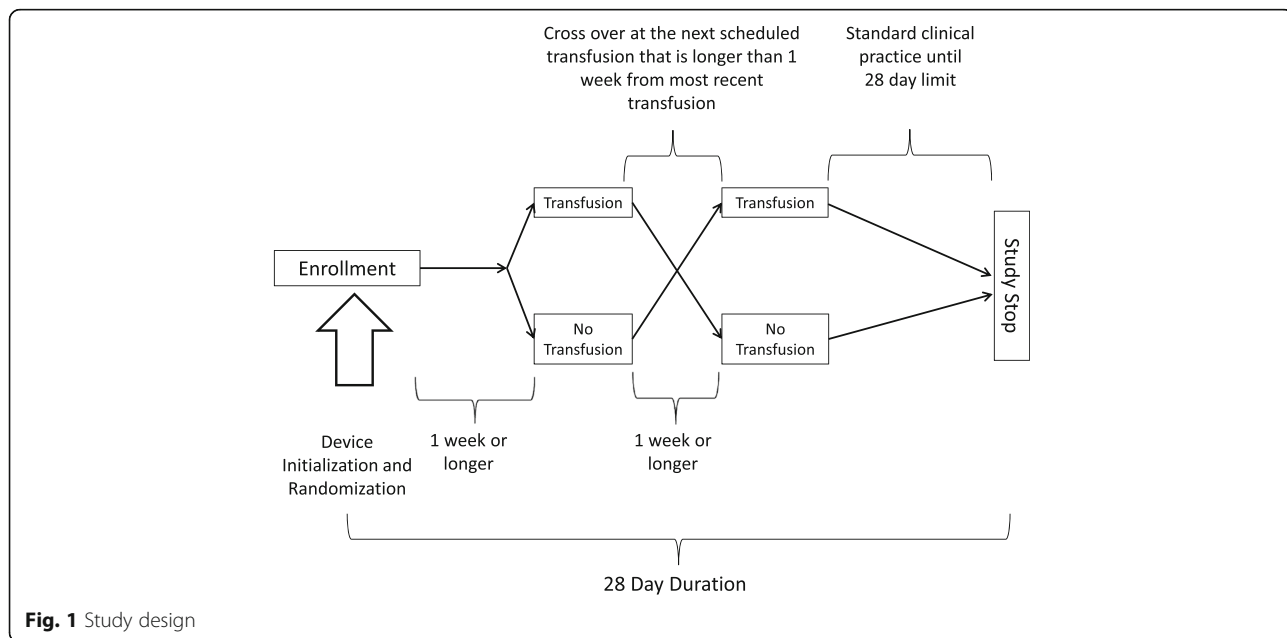 Cross over at the next scheduled
transfusion that is longer than 1
week from most recent
transfusion
Standard clinical
practice until
28 day limit
Transfusion
Transfusion
Enrollment
Study Stop
No
Transfusion
No
Transfusion
Device
Initialization and
Randomization
1 week or
longer
1 week or
longer
28 Day Duration
Fig. 1 Study design